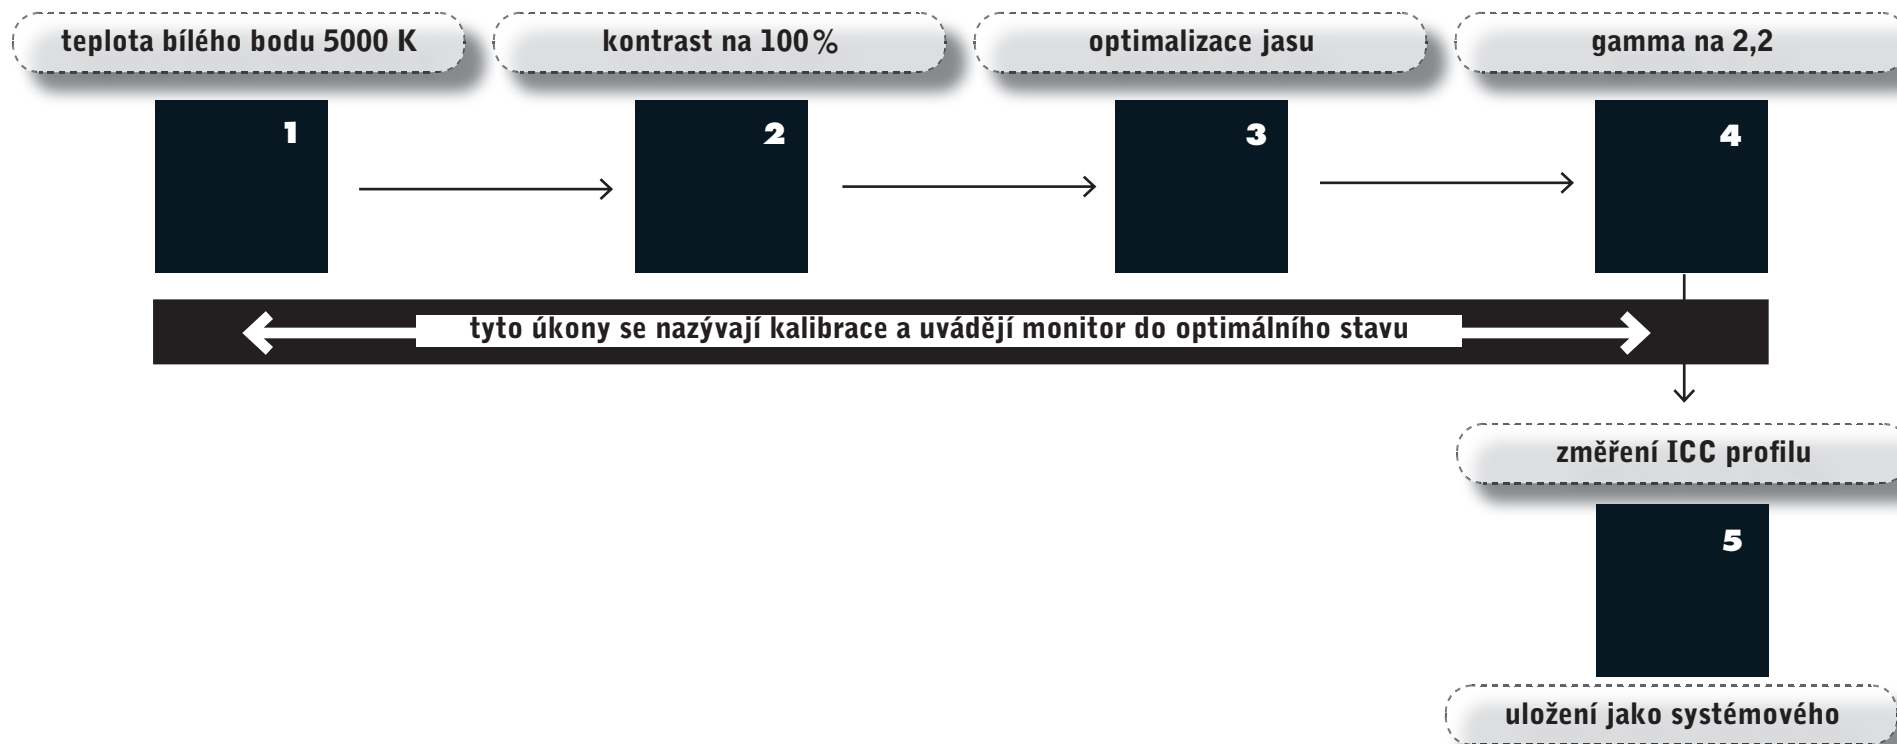 teplota bílého bodu 5000 K
kontrast na 100 %
optimalizace jasu
gamma na 2,2
1
2
3
4
tyto úkony se nazývají kalibrace a uvádějí monitor do optimálního stavu
změření ICC profilu
5
uložení jako systémového